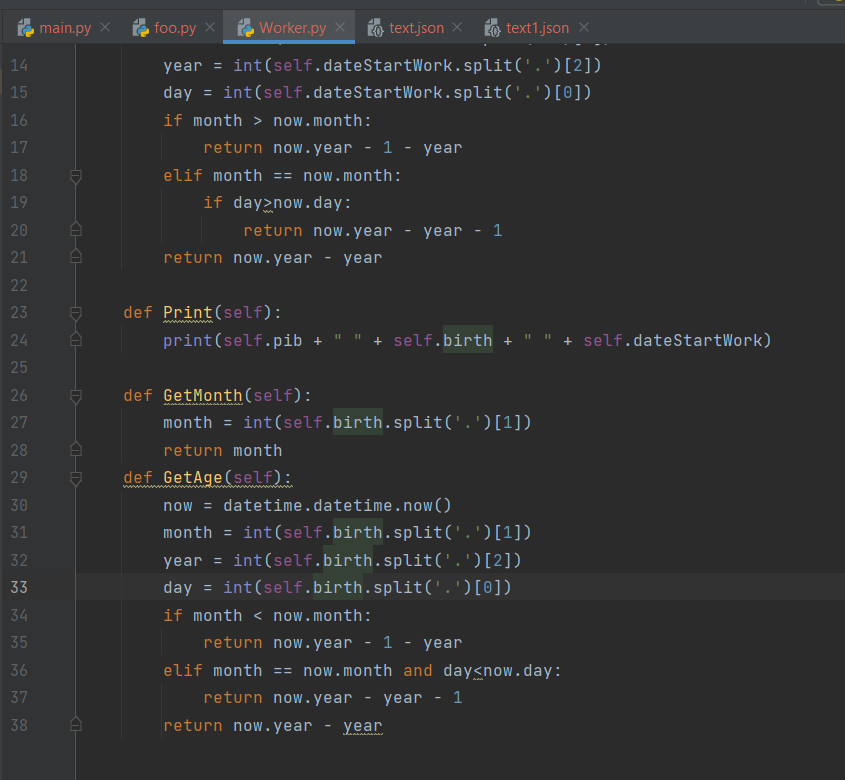 main.py foo.py Worker.py text.json text1.json
14 year = int(self.dateStartWork.split('.')[2])
15 day = int(self.dateStartWork.split('.')[0])
16 if month > now.month:
17 return now.year - 1 - year
18 elif month == now.month:
19 if day>now.day:
20 return now.year - year - 1
21 return now.year - year
22
23 def Print(self):
24 print(self.pib + " " + self.birth + " " + self.dateStartWork)
25
26 def GetMonth(self):
27 month = int(self.birth.split('.')[1])
28 return month
29 def GetAge(self):
30 now = datetime.datetime.now()
31 month = int(self.birth.split('.')[1])
32 year = int(self.birth.split('.')[2])
33 day = int(self.birth.split('.')[0])
34 if month < now.month:
35 return now.year - 1 - year
36 elif month == now.month and day<now.day:
37 return now.year - year - 1
38 return now.year - year